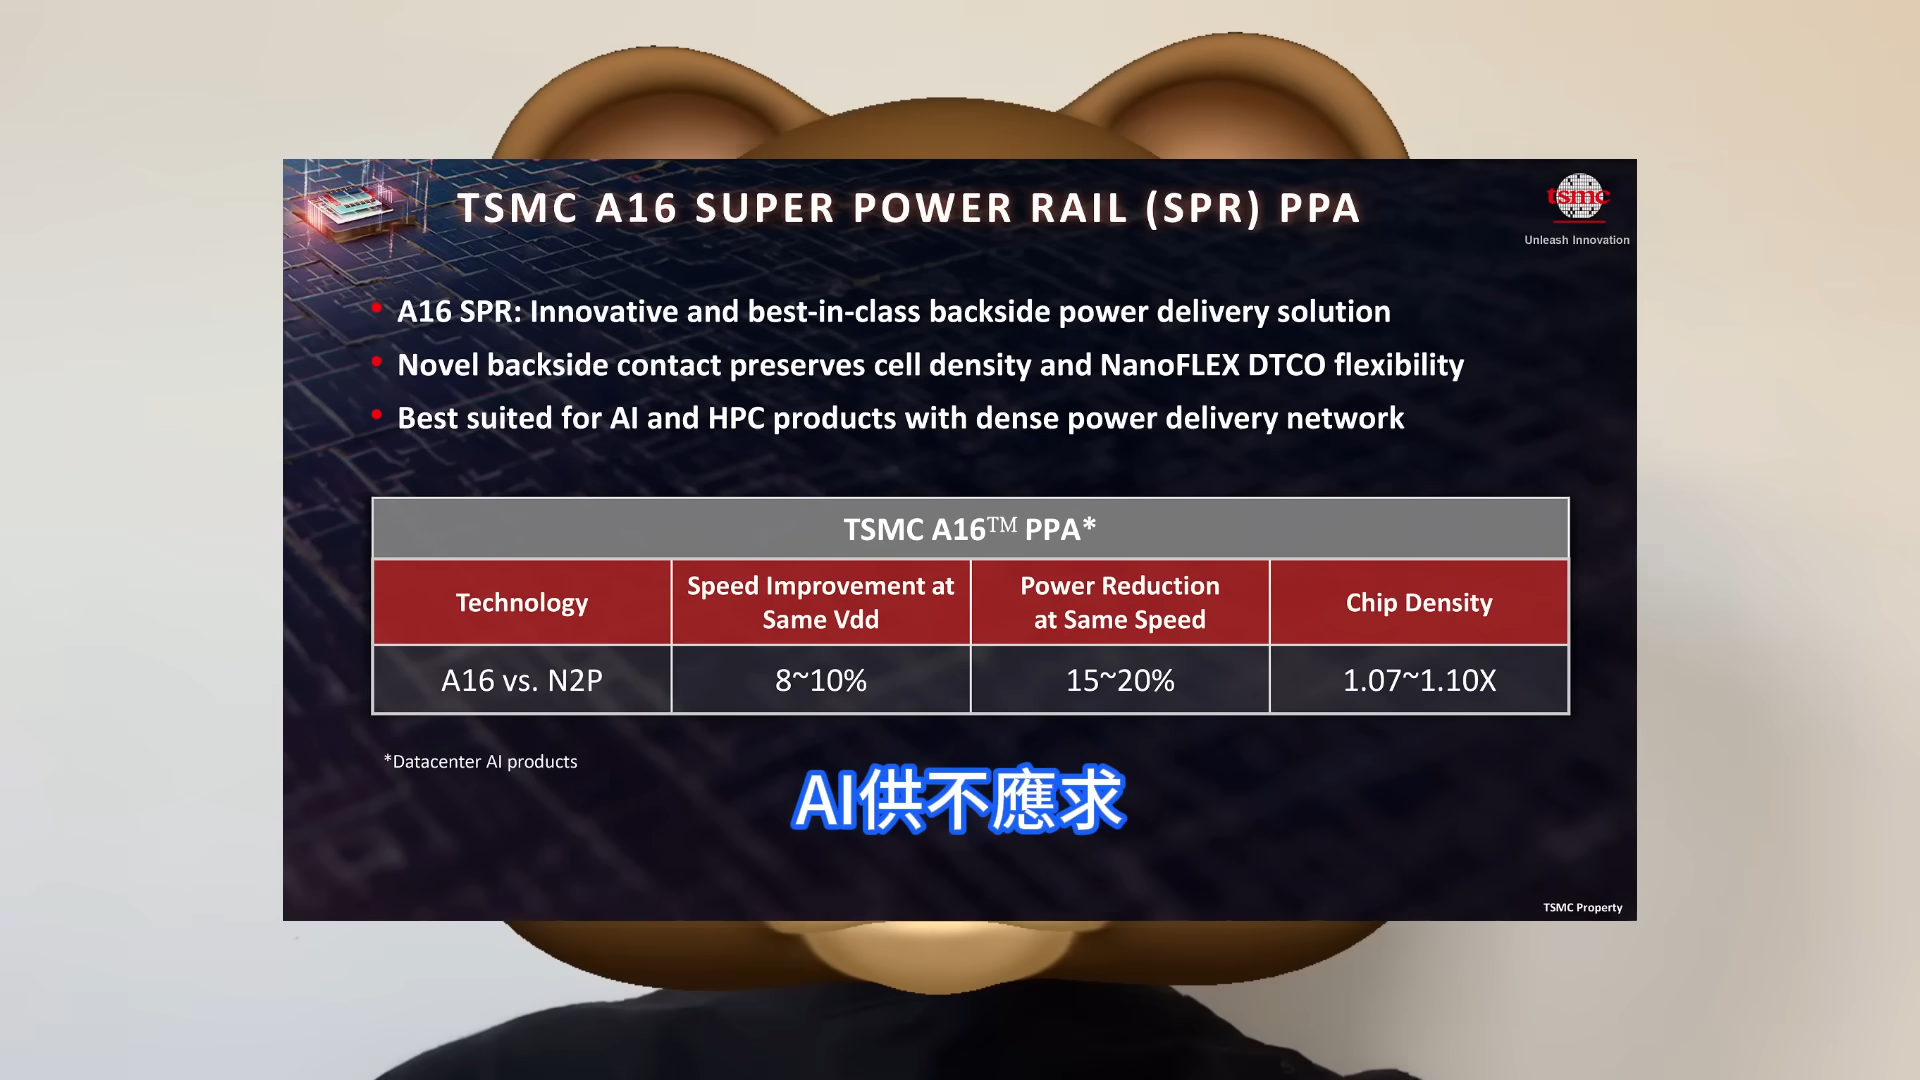 TSMC A16 SUPER POWER RAIL (SPR) PPA
tsmc
Unleash Innovation
• A16 SPR: Innovative and best-in-class backside power delivery solution
• Novel backside contact preserves cell density and NanoFLEX DTCO flexibility
• Best suited for AI and HPC products with dense power delivery network
TSMC A16™ PPA*
Technology
Speed Improvement at
Same Vdd
Power Reduction
at Same Speed
Chip Density
A16 vs. N2P
8~10%
15~20%
1.07~1.10X
*Datacenter AI products
AI供不應求
TSMC Property